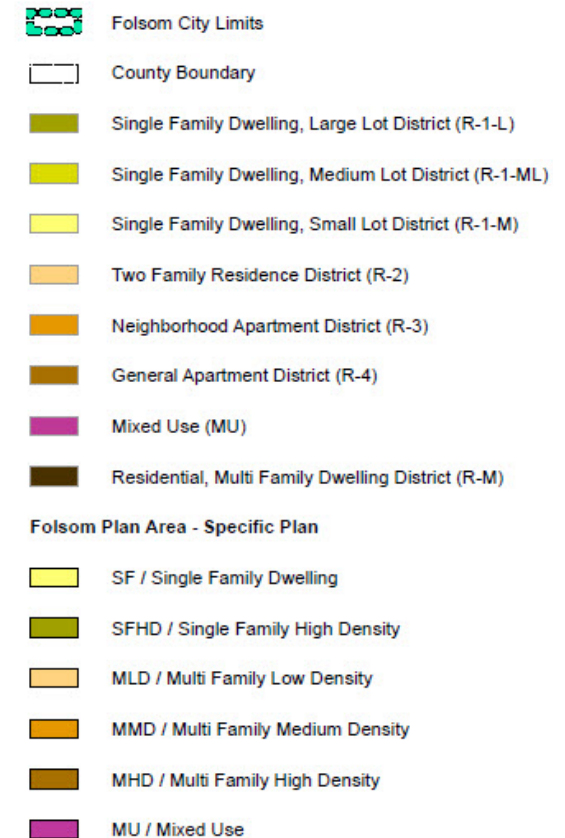 Folsom City Limits
County Boundary
Single Family Dwelling, Large Lot District (R-1-L)
Single Family Dwelling, Medium Lot District (R-1-ML)
Single Family Dwelling, Small Lot District (R-1-M)
Two Family Residence District (R-2)
Neighborhood Apartment District (R-3)
General Apartment District (R-4)
Mixed Use (MU)
Residential, Multi Family Dwelling District (R-M)
Folsom Plan Area - Specific Plan
SF / Single Family Dwelling
SFHD / Single Family High Density
MLD / Multi Family Low Density
MMD / Multi Family Medium Density
MHD / Multi Family High Density
MU / Mixed Use